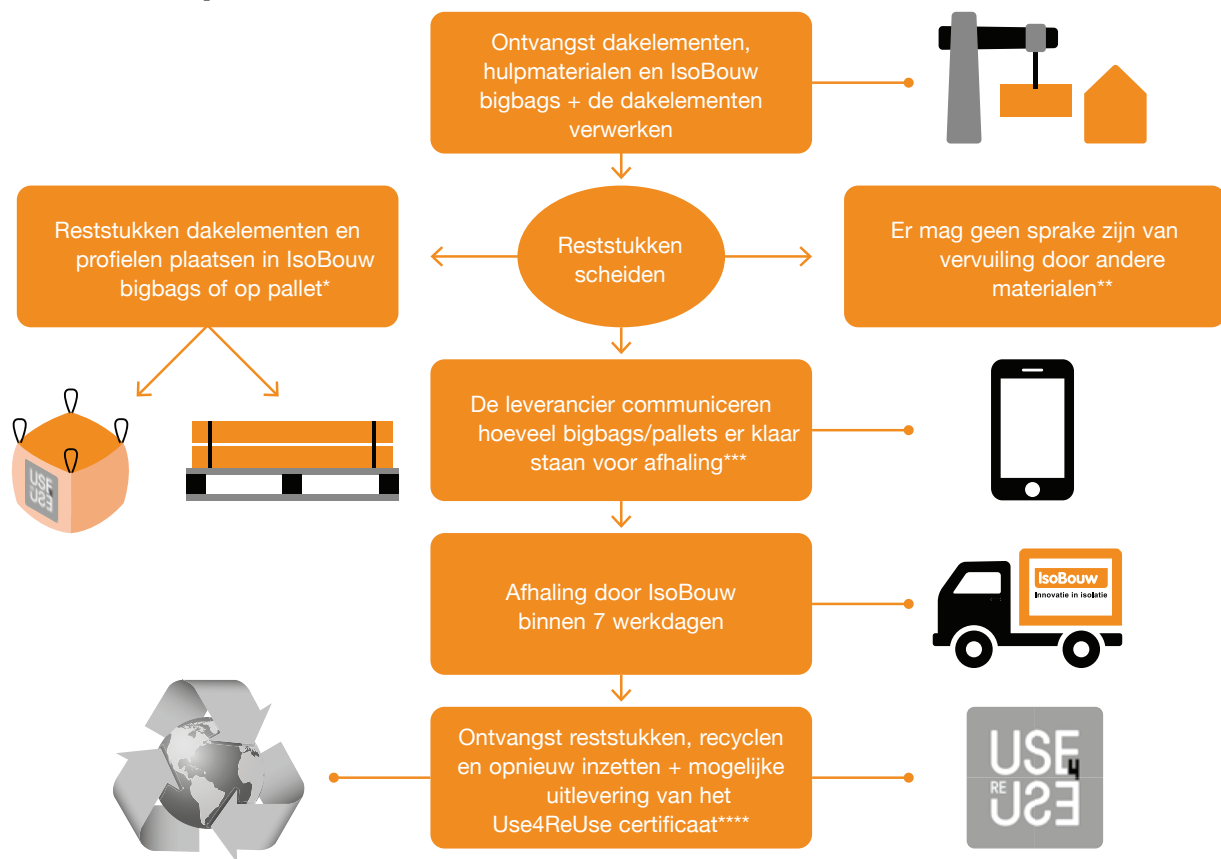 Ontvangst dakelementen,
hulpmaterialen en IsoBouw
bigbags + de dakelementen
verwerken
Reststukken dakelementen en
profielen plaatsen in IsoBouw
bigbags of op pallet*
Reststukken
scheiden
Er mag geen sprake zijn van
vervuiling door andere
materialen**
De leverancier communiceren
hoeveel bigbags/pallets er klaar
staan voor afhaling***
USE
4
RE
USE
Afhaling door IsoBouw
binnen 7 werkdagen
IsoBouw
Innovatie in isolatie
Ontvangst reststukken, recyclen
en opnieuw inzetten + mogelijke
uitlevering van het
Use4ReUse certificaat****
USE
4
RE
USE